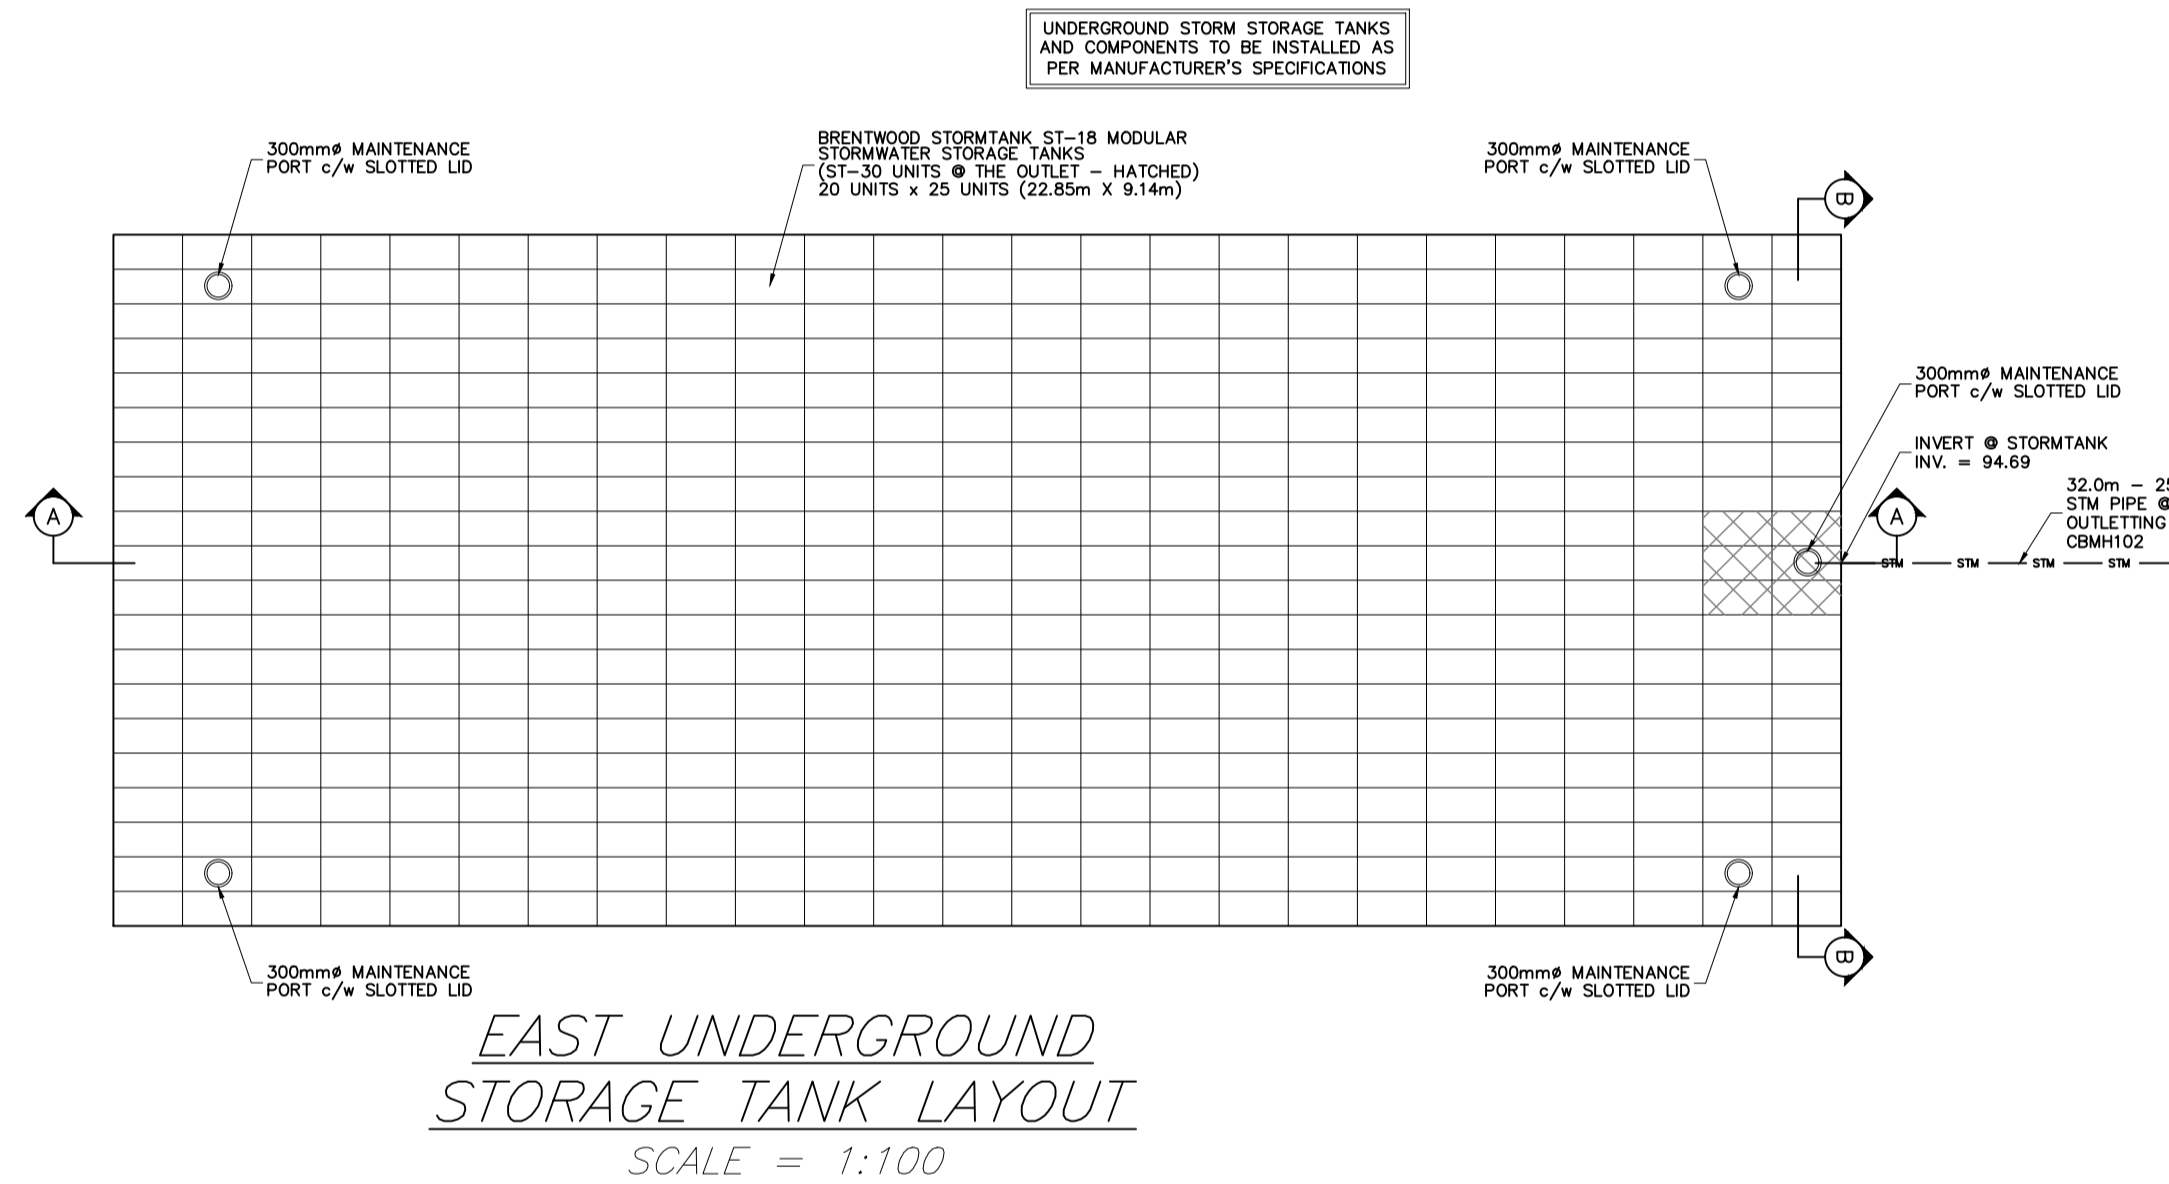 UNDERGROUND STORM STORAGE TANKS
AND COMPONENTS TO BE INSTALLED AS
PER MANUFACTURER'S SPECIFICATIONS
300mmø MAINTENANCE
PORT c/w SLOTTED LID
BRENTWOOD STORMTANK ST-18 MODULAR
STORMWATER STORAGE TANKS
(ST-30 UNITS @ THE OUTLET - HATCHED)
20 UNITS x 25 UNITS (22.85m X 9.14m)
300mmø MAINTENANCE
PORT c/w SLOTTED LID
B
300mmø MAINTENANCE
PORT c/w SLOTTED LID
INVERT @ STORMTANK
INV. = 94.69
32.0m - 25
STM PIPE @
OUTLETTING
CBMH102
A
A
STM STM STM STM
300mmø MAINTENANCE
PORT c/w SLOTTED LID
300mmø MAINTENANCE
PORT c/w SLOTTED LID
B
EAST UNDERGROUND
STORAGE TANK LAYOUT
SCALE = 1:100